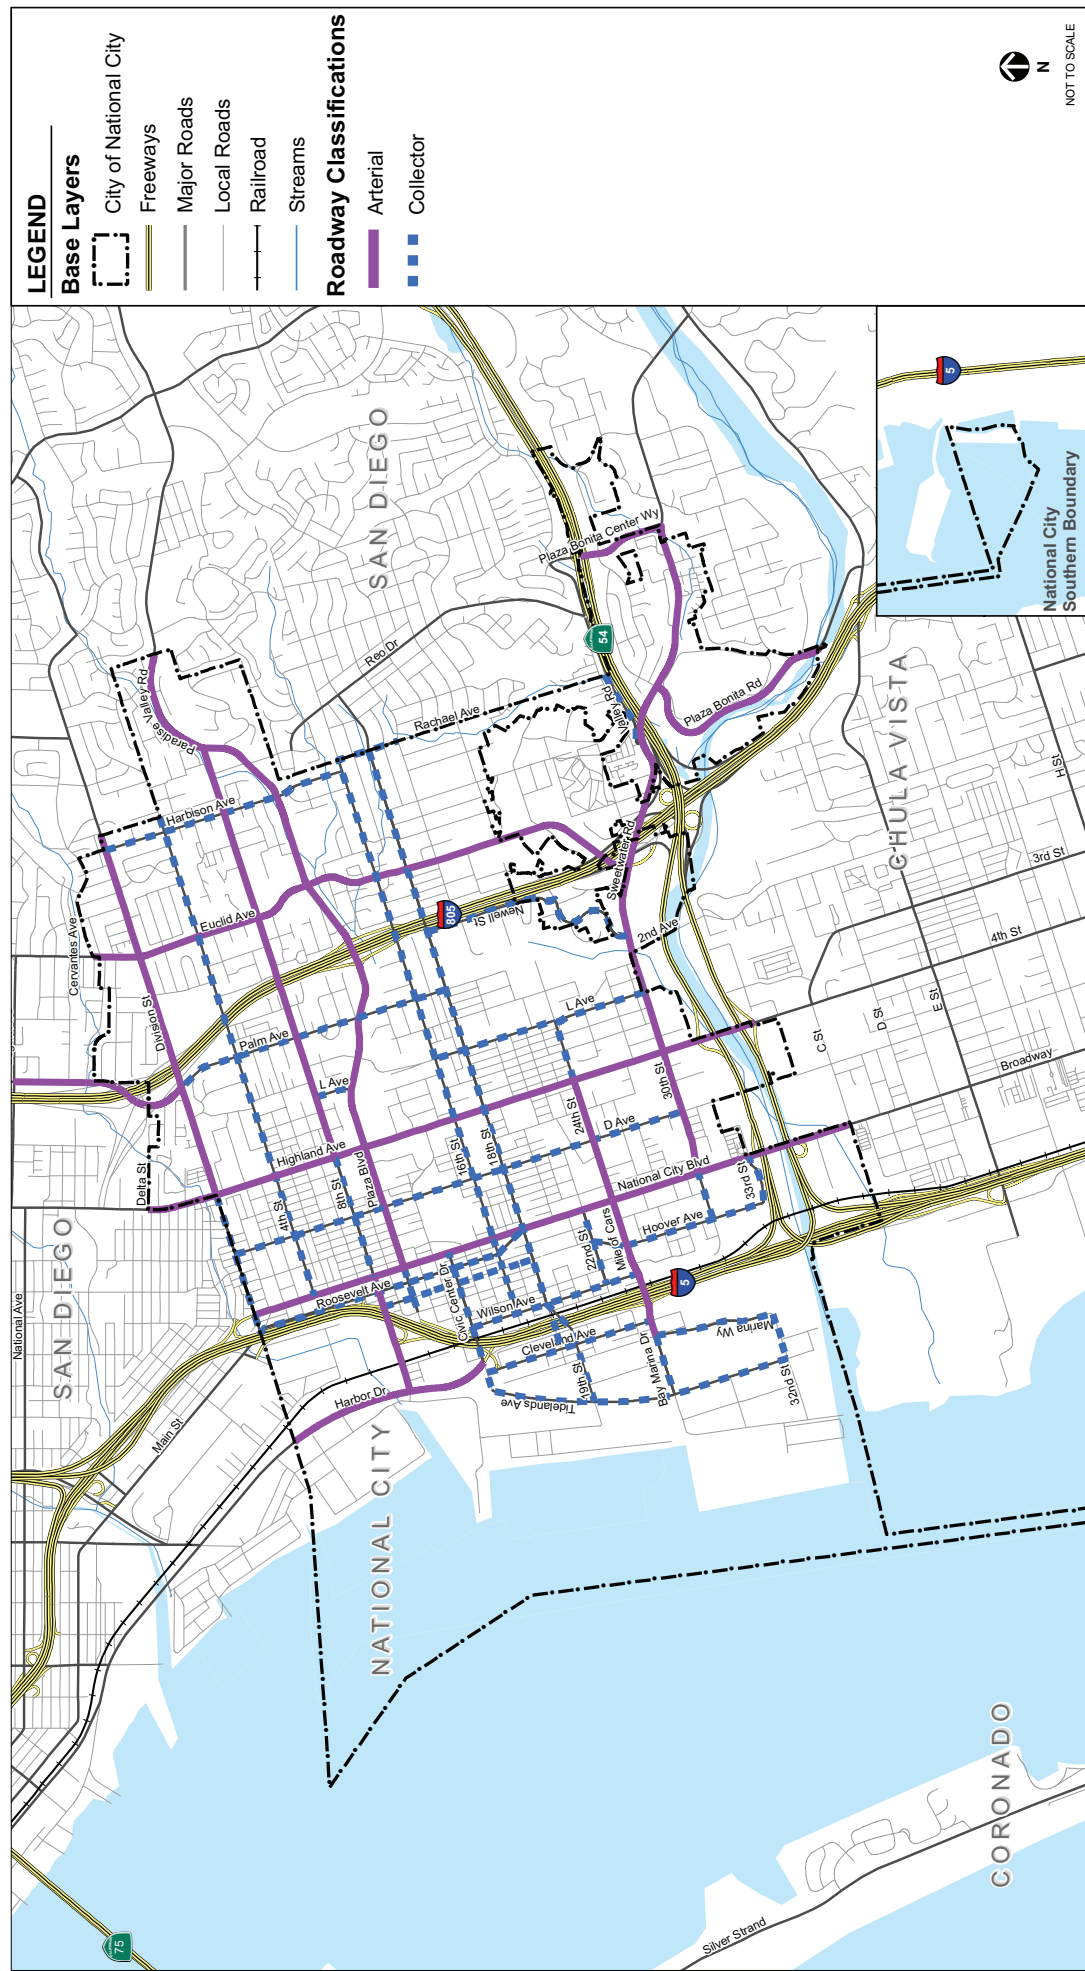 LEGEND
Base Layers
City of National City
Freeways
Major Roads
Local Roads
Railroad
Streams
Roadway Classifications
Arterial
Collector
N
NOT TO SCALE
SAN DIEGO
SAN DIEGO
NATIONAL CITY
CHULA VISTA
CORONADO
National City
Southern Boundary
5
5
54
805
75
National Ave
Main St
Harbor Dr
Delta St
Division St
Cervantes Ave
Euclid Ave
Harbison Ave
Paradise Valley Rd
Reo Dr
Rachael Ave
Plaza Bonita Center Wy
Plaza Bonita Rd
Valley Rd
Sweetwater Rd
2nd Ave
Newell St
Palm Ave
L Ave
L Ave
Highland Ave
4th St
8th St
Plaza Blvd
16th St
18th St
24th St
30th St
D Ave
National City Blvd
33rd St
Hoover Ave
Mile of Cars
22nd St
Roosevelt Ave
Civic Center Dr
Wilson Ave
Cleveland Ave
19th St
Tidelands Ave
Bay Marina Dr
Marina Wy
32nd St
C St
D St
E St
H St
3rd St
4th St
Broadway
Silver Strand